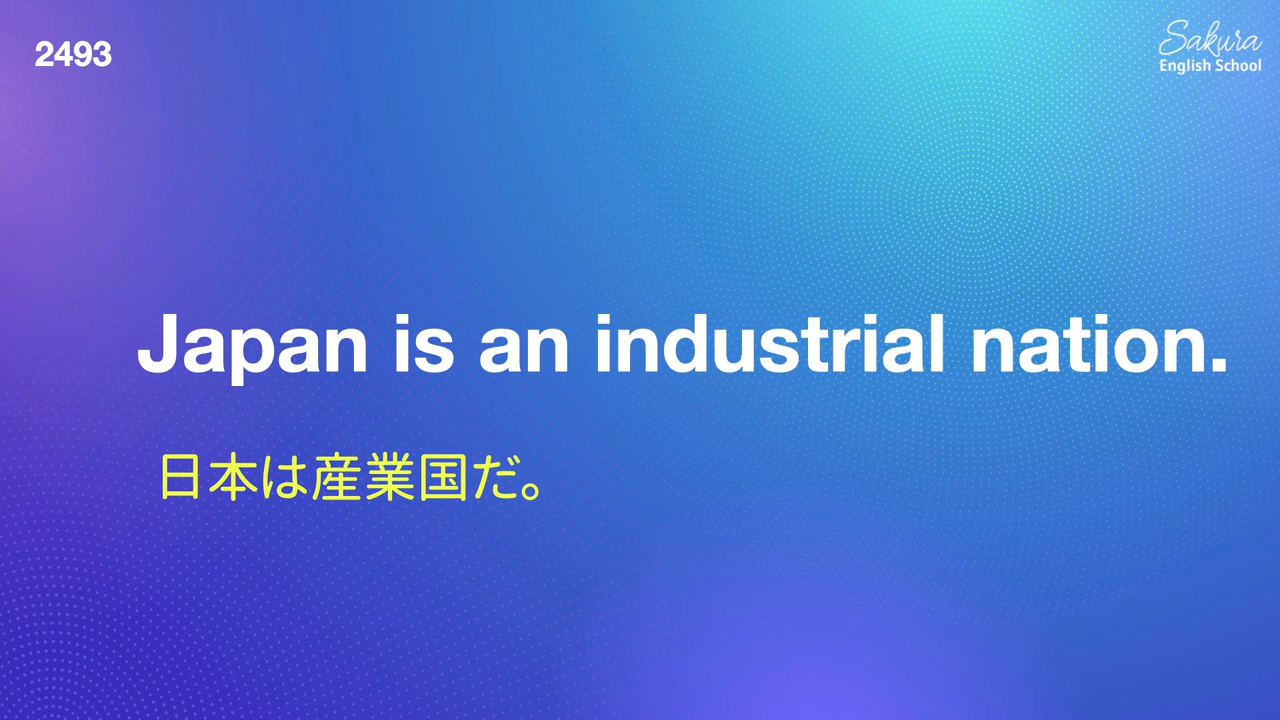 2493
Sakura
English School
Japan is an industrial nation.
日本は産業国だ。